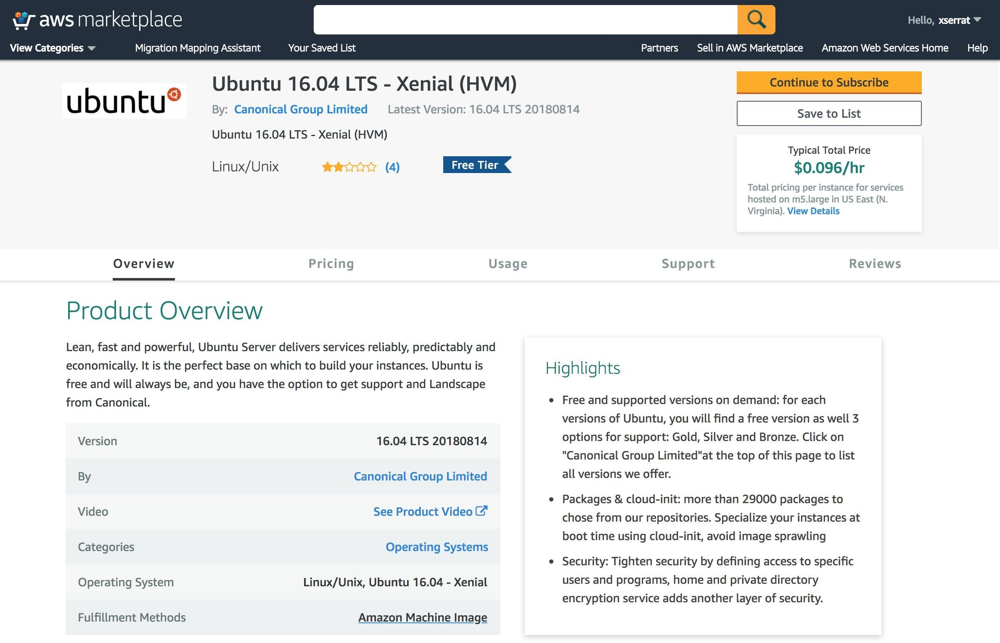 aws marketplace
Hello, xserrat
View Categories
Migration Mapping Assistant
Your Saved List
Partners
Sell in AWS Marketplace
Amazon Web Services Home
Help
ubuntu
Ubuntu 16.04 LTS - Xenial (HVM)
By: Canonical Group Limited
Latest Version: 16.04 LTS 20180814
Ubuntu 16.04 LTS - Xenial (HVM)
Linux/Unix
(4)
Free Tier
Continue to Subscribe
Save to List
Typical Total Price
$0.096/hr
Total pricing per instance for services
hosted on m5.large in US East (N.
Virginia). View Details
Overview
Pricing
Usage
Support
Reviews
Product Overview
Lean, fast and powerful, Ubuntu Server delivers services reliably, predictably and
economically. It is the perfect base on which to build your instances. Ubuntu is
free and will always be, and you have the option to get support and Landscape
from Canonical.
Version
16.04 LTS 20180814
By
Canonical Group Limited
Video
See Product Video
Categories
Operating Systems
Operating System
Linux/Unix, Ubuntu 16.04 - Xenial
Fulfillment Methods
Amazon Machine Image
Highlights
• Free and supported versions on demand: for each
versions of Ubuntu, you will find a free version as well 3
options for support: Gold, Silver and Bronze. Click on
"Canonical Group Limited"at the top of this page to list
all versions we offer.
• Packages & cloud-init: more than 29000 packages to
chose from our repositories. Specialize your instances at
boot time using cloud-init, avoid image sprawling
• Security: Tighten security by defining access to specific
users and programs, home and private directory
encryption service adds another layer of security.